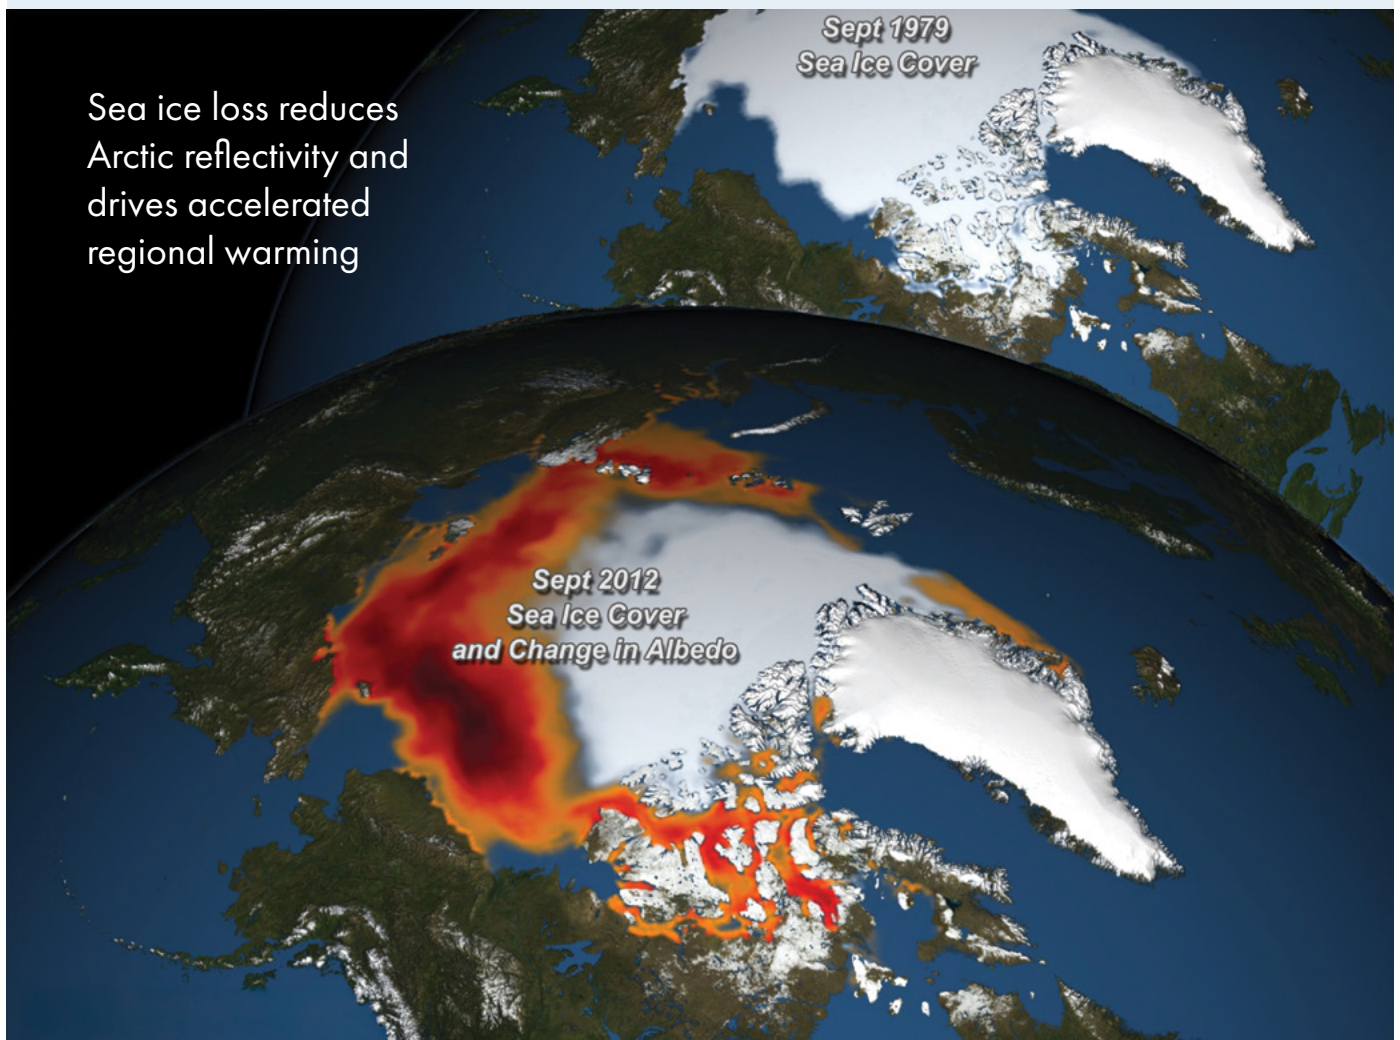 Sept 1979
Sea Ice Cover
Sea ice loss reduces
Arctic reflectivity and
drives accelerated
regional warming
Sept 2012
Sea Ice Cover
and Change in Albedo